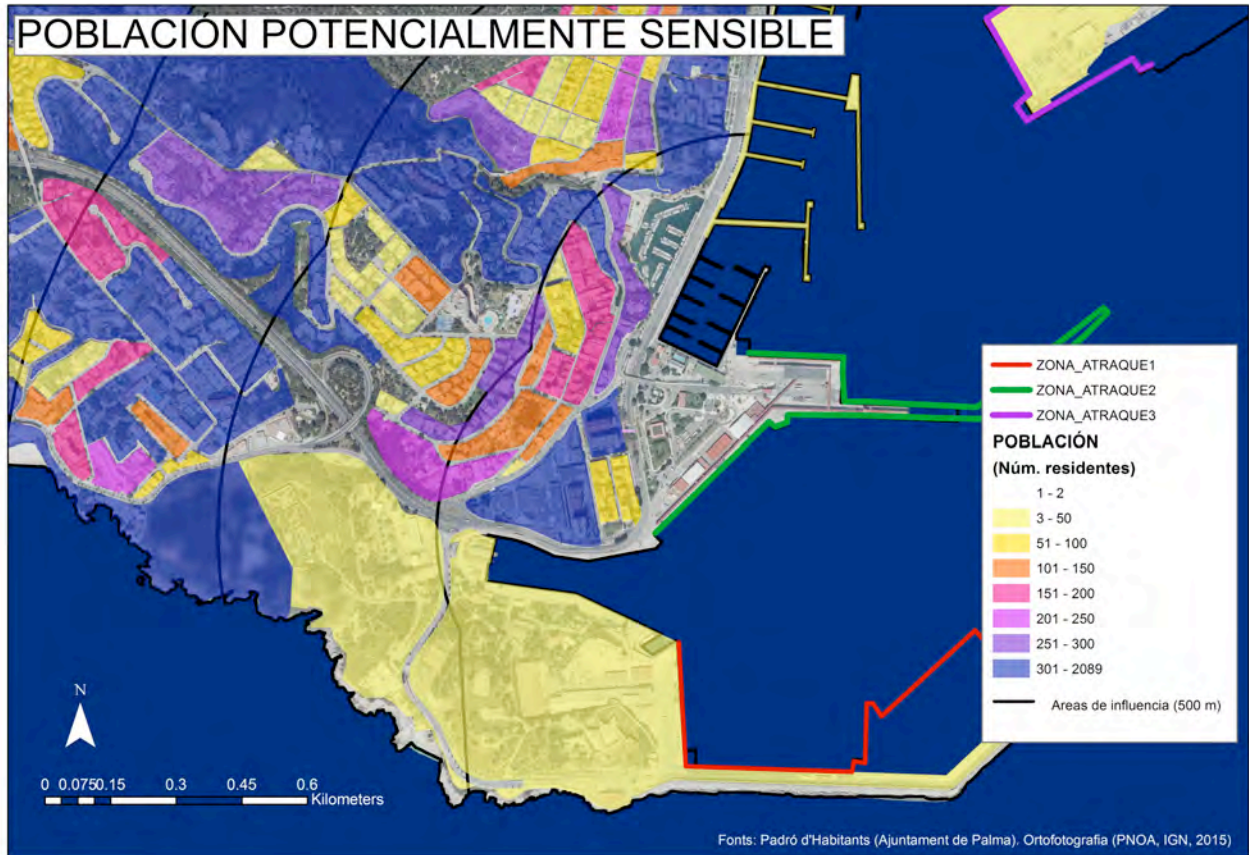 POBLACIÓN POTENCIALMENTE SENSIBLE
ZONA_ATRAQUE1
ZONA_ATRAQUE2
ZONA_ATRAQUE3
POBLACIÓN
(Núm. residentes)
1 - 2
3 - 50
51 - 100
101 - 150
151 - 200
201 - 250
251 - 300
301 - 2089
Areas de influencia (500 m)
N
0 0.0750.15 0.3 0.45 0.6
Kilometers
Fonts: Padró d'Habitants (Ajuntament de Palma). Ortofotografia (PNOA, IGN, 2015)